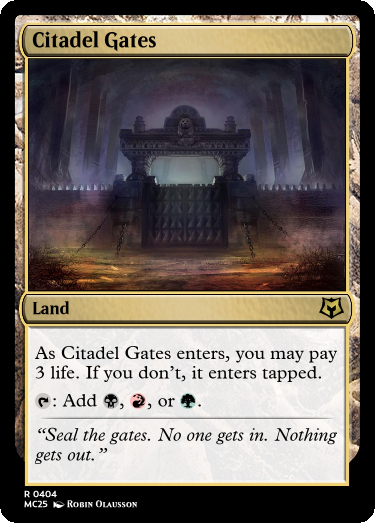 Citadel Gates
Land
As Citadel Gates enters, you may pay
3 life. If you don't, it enters tapped.
: Add , , or .
“Seal the gates. No one gets in. Nothing
gets out.”
R 0404
MC25 Robin Olausson